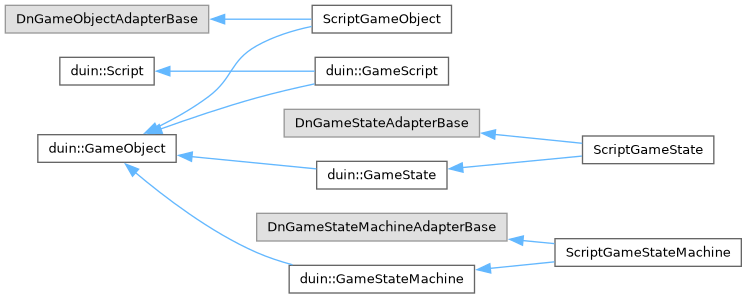 DnGameObjectAdapterBase
ScriptGameObject
duin::Script
duin::GameScript
DnGameStateAdapterBase
duin::GameObject
ScriptGameState
duin::GameState
DnGameStateMachineAdapterBase
ScriptGameStateMachine
duin::GameStateMachine